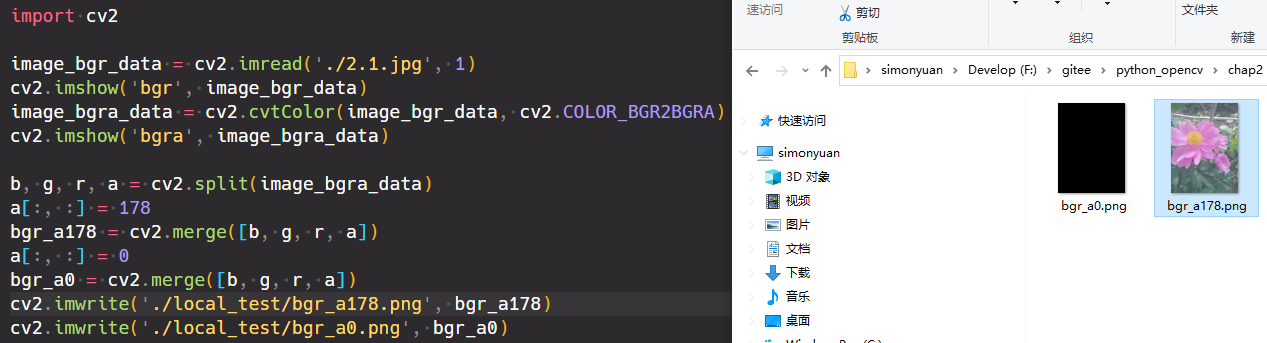 import cv2
image_bgr_data = cv2.imread('./2.1.jpg', 1)
cv2.imshow('bgr', image_bgr_data)
image_bgra_data = cv2.cvtColor(image_bgr_data, cv2.COLOR_BGR2BGRA)
cv2.imshow('bgra', image_bgra_data)
b, g, r, a = cv2.split(image_bgra_data)
a[:, :] = 178
bgr_a178 = cv2.merge([b, g, r, a])
a[:, :] = 0
bgr_a0 = cv2.merge([b, g, r, a])
cv2.imwrite('./local_test/bgr_a178.png', bgr_a178)
cv2.imwrite('./local_test/bgr_a0.png', bgr_a0)
速访问
剪切
文件夹
剪贴板
组织
新建
simonyuan > Develop (F:) > gitee > python_opencv > chap2
快速访问
simonyuan
3D 对象
视频
图片
文档
下载
音乐
桌面
bgr_a0.png
bgr_a178.png